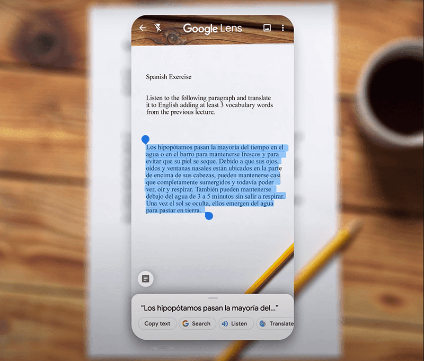 Google Lens
Spanish Exercise
Listen to the following paragraph and translate
it to English adding at least 3 vocabulary words
from the previous lecture.
Los hipopótamos pasan la mayoría del tiempo en el
agua o en el barro para mantenerse frescos y para
evitar que su piel se seque. Debido a que sus ojos,
oídos y ventanas nasales están ubicados en la parte
de encima de sus cabezas, pueden mantenerse casi
que completamente sumergidos y todavía poder
ver, oir y respirar. También pueden mantenerse
debajo del agua de 3 a 5 minutos sin salir a respirar.
Una vez el sol se oculta, ellos emergen del agua
para pastar en tierra.
"Los hipopótamos pasan la mayoría del..."
Copy text Search Listen Translate